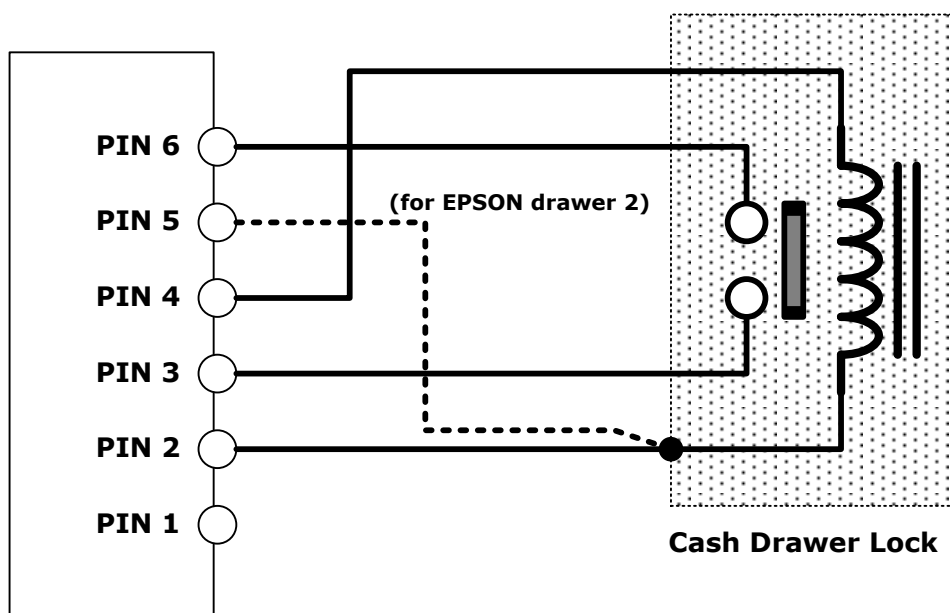 PIN 6
PIN 5
(for EPSON drawer 2)
PIN 4
PIN 3
PIN 2
PIN 1
Cash Drawer Lock